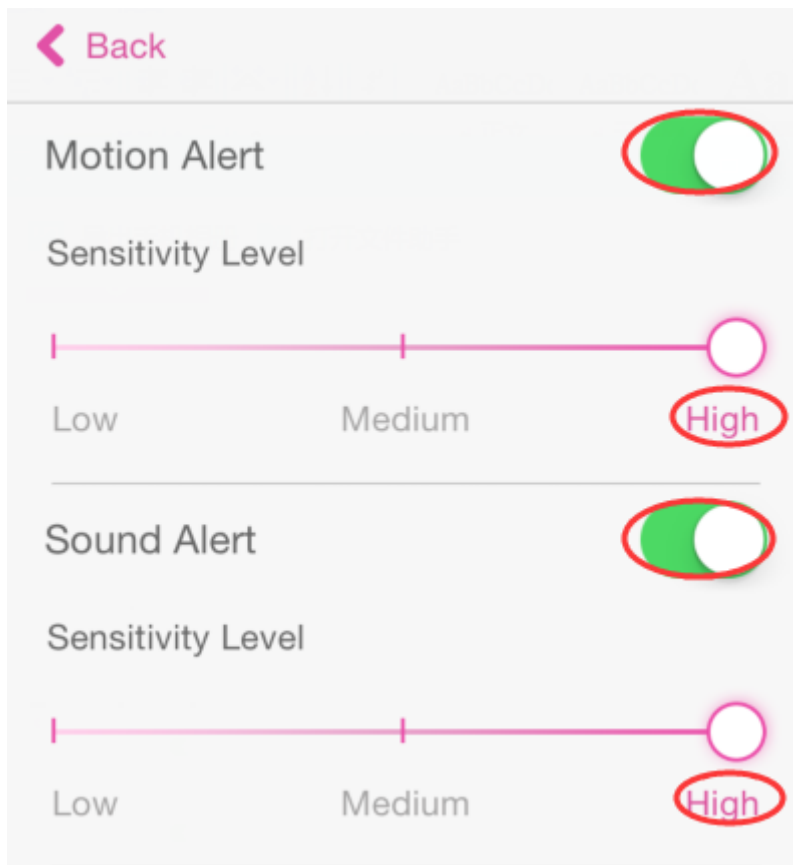 Back
Motion Alert
Sensitivity Level
Low Medium High
Sound Alert
Sensitivity Level
Low Medium High